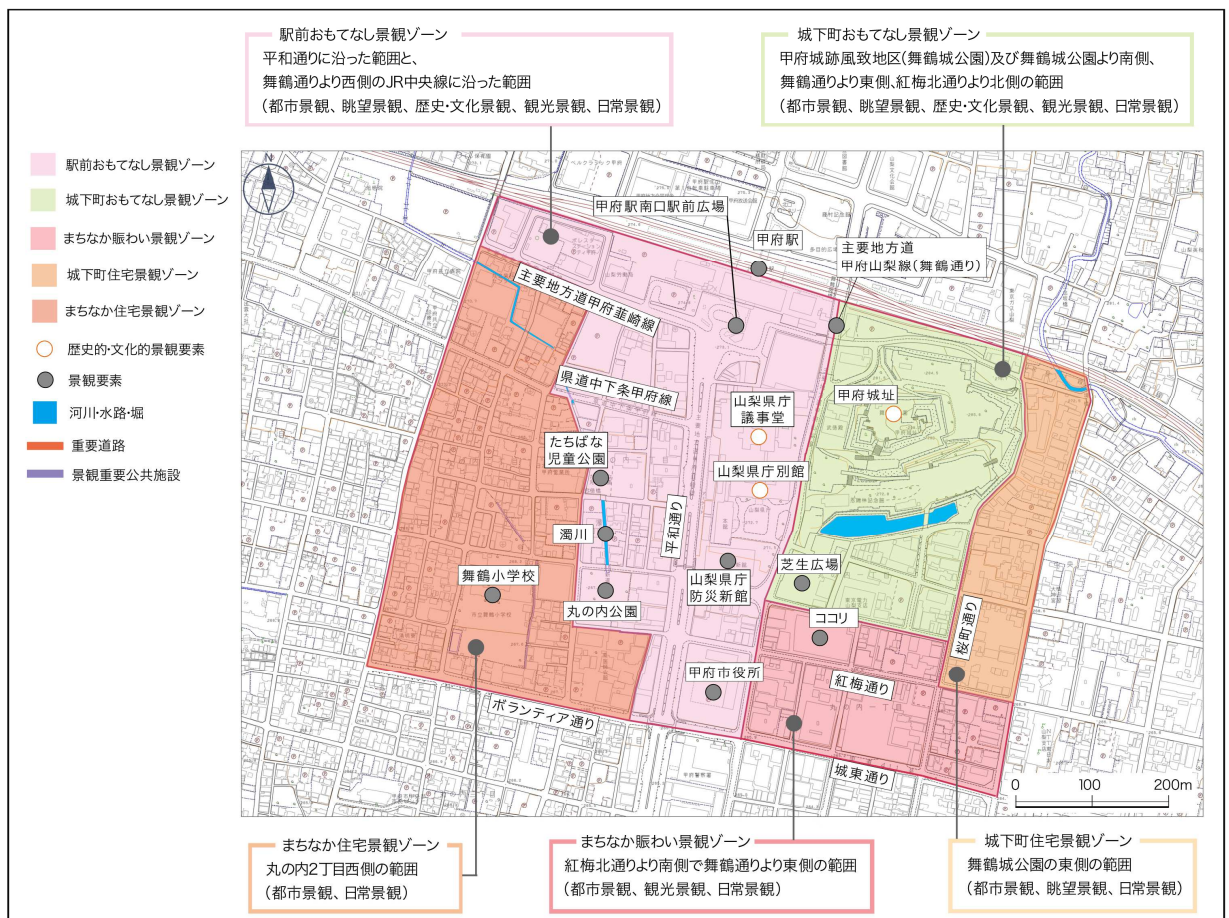 駅前おもてなし景観ゾーン
平和通りに沿った範囲と、
舞鶴通りより西側のJR中央線に沿った範囲
(都市景観、眺望景観、歴史・文化景観、観光景観、日常景観)
城下町おもてなし景観ゾーン
甲府城跡風致地区(舞鶴城公園)及び舞鶴城公園より南側、
舞鶴通りより東側、紅梅北通りより北側の範囲
(都市景観、眺望景観、歴史・文化景観、観光景観、日常景観)
駅前おもてなし景観ゾーン
城下町おもてなし景観ゾーン
まちなか賑わい景観ゾーン
城下町住宅景観ゾーン
まちなか住宅景観ゾーン
歴史的・文化的景観要素
景観要素
河川・水路・堀
重要道路
景観重要公共施設
N
甲府駅南口駅前広場
甲府駅
主要地方道
甲府山梨線(舞鶴通り)
主要地方道甲府韮崎線
県道中下条甲府線
山梨県庁
議事堂
甲府城址
たちばな
児童公園
山梨県庁別館
平和通り
濁川
舞鶴小学校
丸の内公園
山梨県庁
防災新館
芝生広場
ココリ
桜町通り
紅梅通り
甲府市役所
丸の内一丁目
ボランティア通り
城東通り
0 100 200m
まちなか住宅景観ゾーン
丸の内2丁目西側の範囲
(都市景観、日常景観)
まちなか賑わい景観ゾーン
紅梅北通りより南側で舞鶴通りより東側の範囲
(都市景観、観光景観、日常景観)
城下町住宅景観ゾーン
舞鶴城公園の東側の範囲
(都市景観、眺望景観、日常景観)